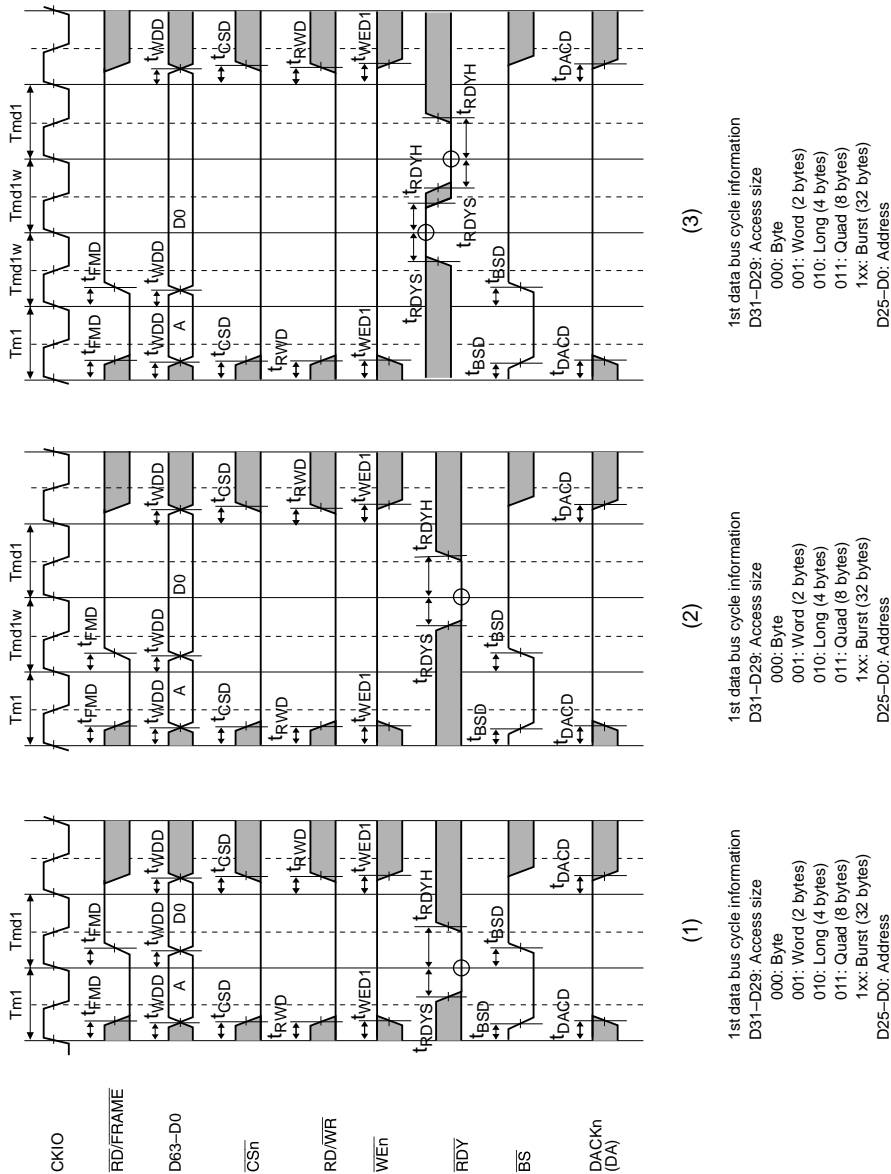 CKIO
RD/FRAME
D63–D0
CSn
RD/WR
WEn
RDY
BS
DACKn
(DA)
Tm1 Tmd1
tFMD tFMD
tWDD tWDD tWDD
A D0
tCSD tCSD
tRWD tRWD
tWED1 tWED1
tRDYS tRDYH
tBSD tBSD
tDACD tDACD
(1)
1st data bus cycle information
D31–D29: Access size
000: Byte
001: Word (2 bytes)
010: Long (4 bytes)
011: Quad (8 bytes)
1xx: Burst (32 bytes)
D25–D0: Address
Tm1 Tmd1w Tmd1
tFMD tFMD
tWDD tWDD tWDD
A D0
tCSD tCSD
tRWD tRWD
tWED1 tWED1
tRDYS tRDYH
tBSD tBSD
tDACD tDACD
(2)
1st data bus cycle information
D31–D29: Access size
000: Byte
001: Word (2 bytes)
010: Long (4 bytes)
011: Quad (8 bytes)
1xx: Burst (32 bytes)
D25–D0: Address
Tm1 Tmd1w Tmd1w Tmd1
tFMD tFMD
tWDD tWDD tWDD
A D0
tCSD tCSD
tRWD tRWD
tWED1 tWED1
tRDYS tRDYH
tRDYS tRDYH
tBSD tBSD
tDACD tDACD
(3)
1st data bus cycle information
D31–D29: Access size
000: Byte
001: Word (2 bytes)
010: Long (4 bytes)
011: Quad (8 bytes)
1xx: Burst (32 bytes)
D25–D0: Address